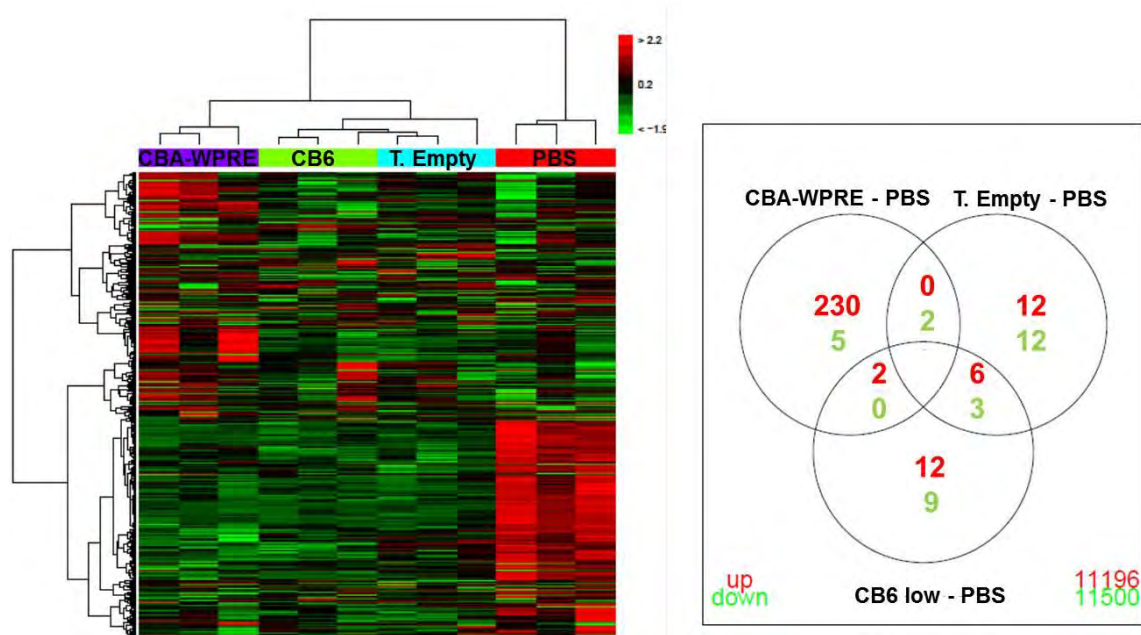 > 2.2
0.2
< -1.9
CBA-WPRE CB6 T. Empty PBS
CBA-WPRE - PBS T. Empty - PBS
230 0 12
5 2 12
2 6
0 3
12
9
up 11196
down 11500
CB6 low - PBS